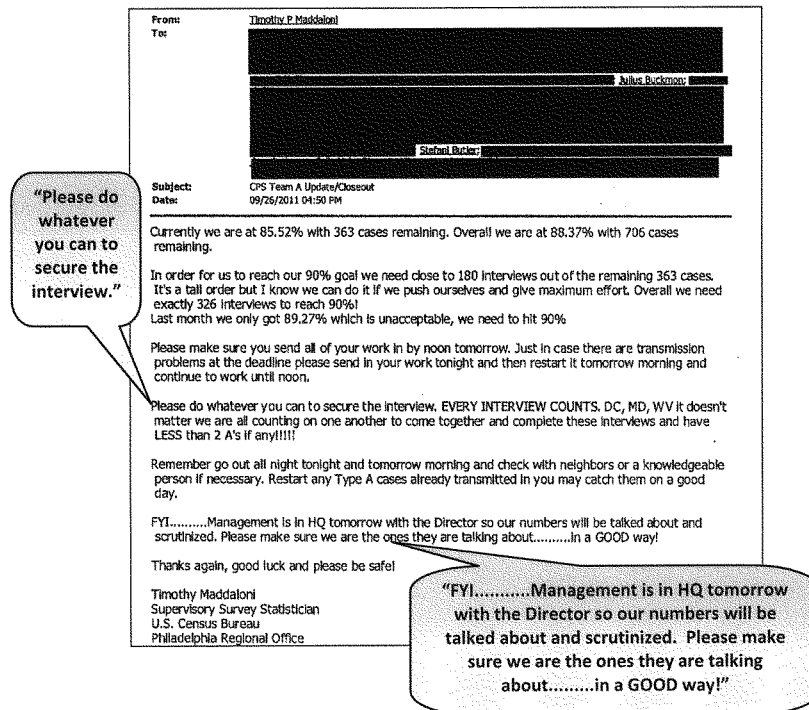 From: Timothy P Maddaloni
To:
Julius Buckmon;
Stefani Butler;
Subject: CPS Team A Update/Closeout
Date: 09/26/2011 04:50 PM
Currently we are at 85.52% with 363 cases remaining. Overall we are at 88.37% with 706 cases
remaining.
In order for us to reach our 90% goal we need close to 180 interviews out of the remaining 363 cases.
It's a tall order but I know we can do it if we push ourselves and give maximum effort. Overall we need
exactly 326 interviews to reach 90%!
Last month we only got 89.27% which is unacceptable, we need to hit 90%
Please make sure you send all of your work in by noon tomorrow. Just in case there are transmission
problems at the deadline please send in your work tonight and then restart it tomorrow morning and
continue to work until noon.
Please do whatever you can to secure the interview. EVERY INTERVIEW COUNTS. DC, MD, WV it doesn't
matter we are all counting on one another to come together and complete these interviews and have
LESS than 2 A's if any!!!!!
Remember go out all night tonight and tomorrow morning and check with neighbors or a knowledgeable
person if necessary. Restart any Type A cases already transmitted in you may catch them on a good
day.
FYI..........Management is in HQ tomorrow with the Director so our numbers will be talked about and
scrutinized. Please make sure we are the ones they are talking about..........in a GOOD way!
Thanks again, good luck and please be safe!
Timothy Maddaloni
Supervisory Survey Statistician
U.S. Census Bureau
Philadelphia Regional Office
"Please do
whatever
you can to
secure the
interview."
"FYI...........Management is in HQ tomorrow
with the Director so our numbers will be
talked about and scrutinized. Please make
sure we are the ones they are talking
about.........in a GOOD way!"